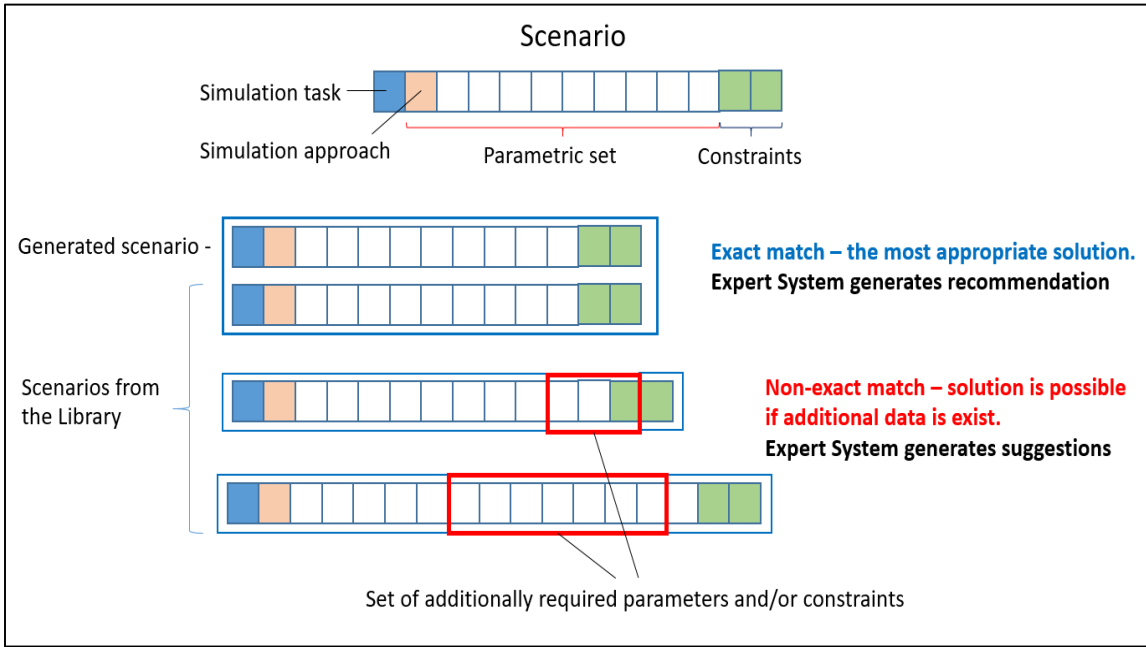 Scenario
Simulation task
Simulation approach
Parametric set
Constraints
Generated scenario -
Exact match – the most appropriate solution.
Expert System generates recommendation
Scenarios from
the Library
Non-exact match – solution is possible
if additional data is exist.
Expert System generates suggestions
Set of additionally required parameters and/or constraints